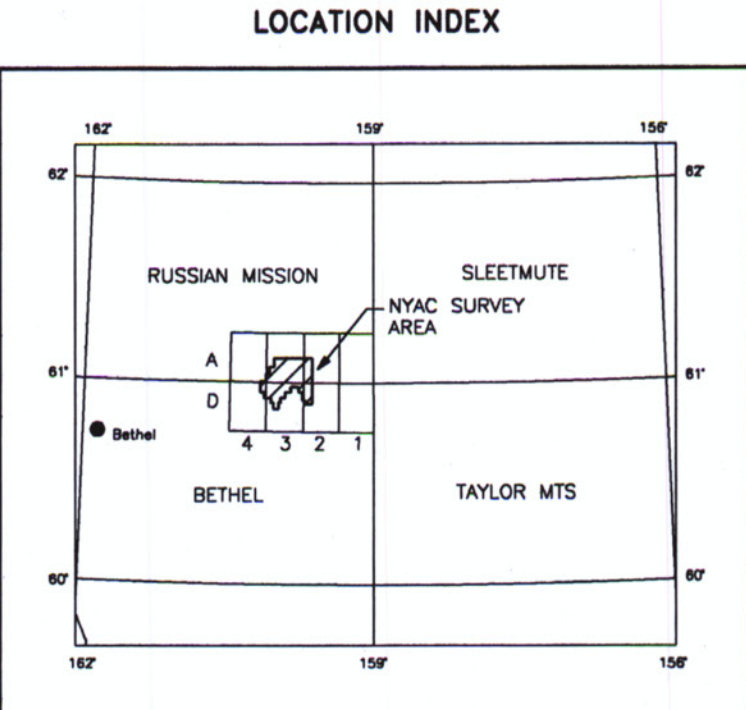 LOCATION INDEX
162° 159° 156°
62° 62°
RUSSIAN MISSION SLEETMUTE
NYAC SURVEY
AREA
A
61° 61°
D
Bethel
4 3 2 1
BETHEL TAYLOR MTS
60° 60°
162° 159° 156°